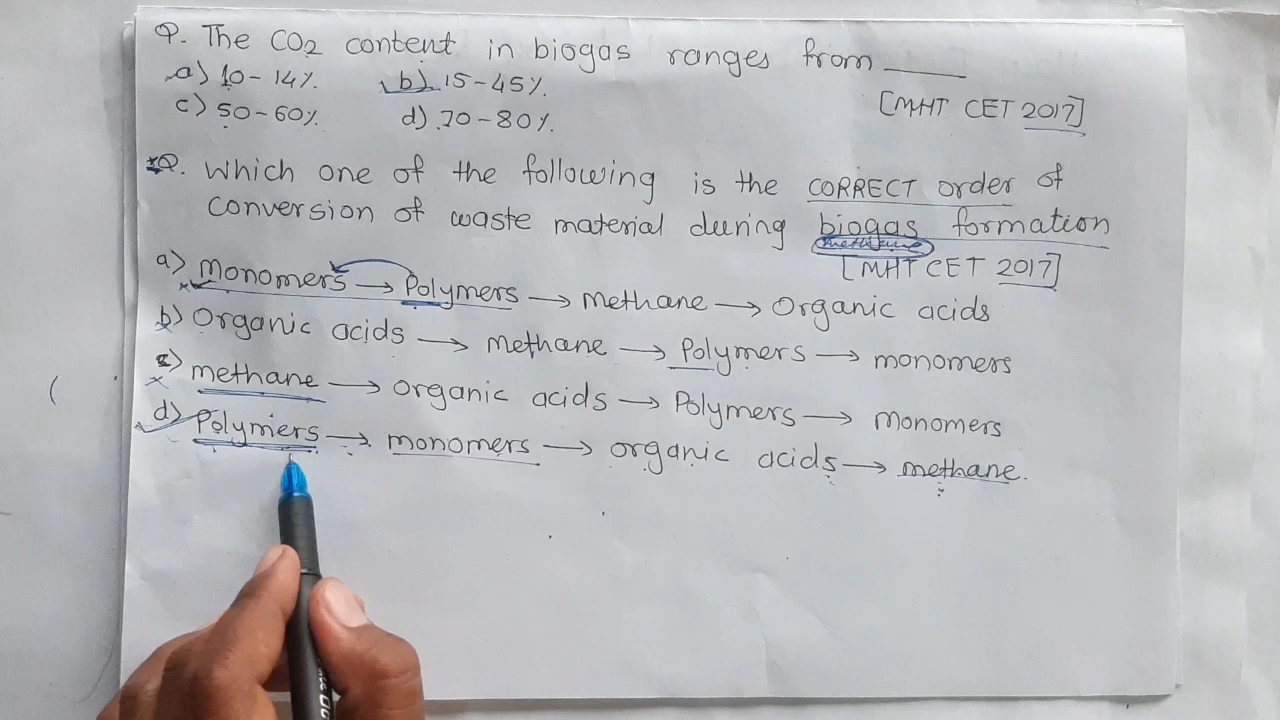 Q. The CO2 content in biogas ranges from ____
a) 10-14%. b) 15-45%.
c) 50-60%. d) 70-80%.
[MHT CET 2017]
*Q. Which one of the following is the CORRECT order of
conversion of waste material during biogas formation
methane
[MHT CET 2017]
a) monomers → Polymers → methane → Organic acids
b) Organic acids → methane → Polymers → monomers
c) methane → organic acids → Polymers → monomers
d) Polymers → monomers → organic acids → methane.